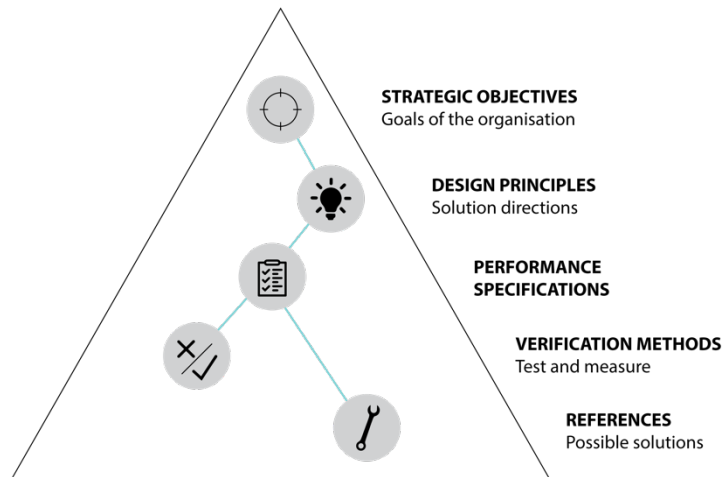 STRATEGIC OBJECTIVES
Goals of the organisation
DESIGN PRINCIPLES
Solution directions
PERFORMANCE
SPECIFICATIONS
VERIFICATION METHODS
Test and measure
REFERENCES
Possible solutions